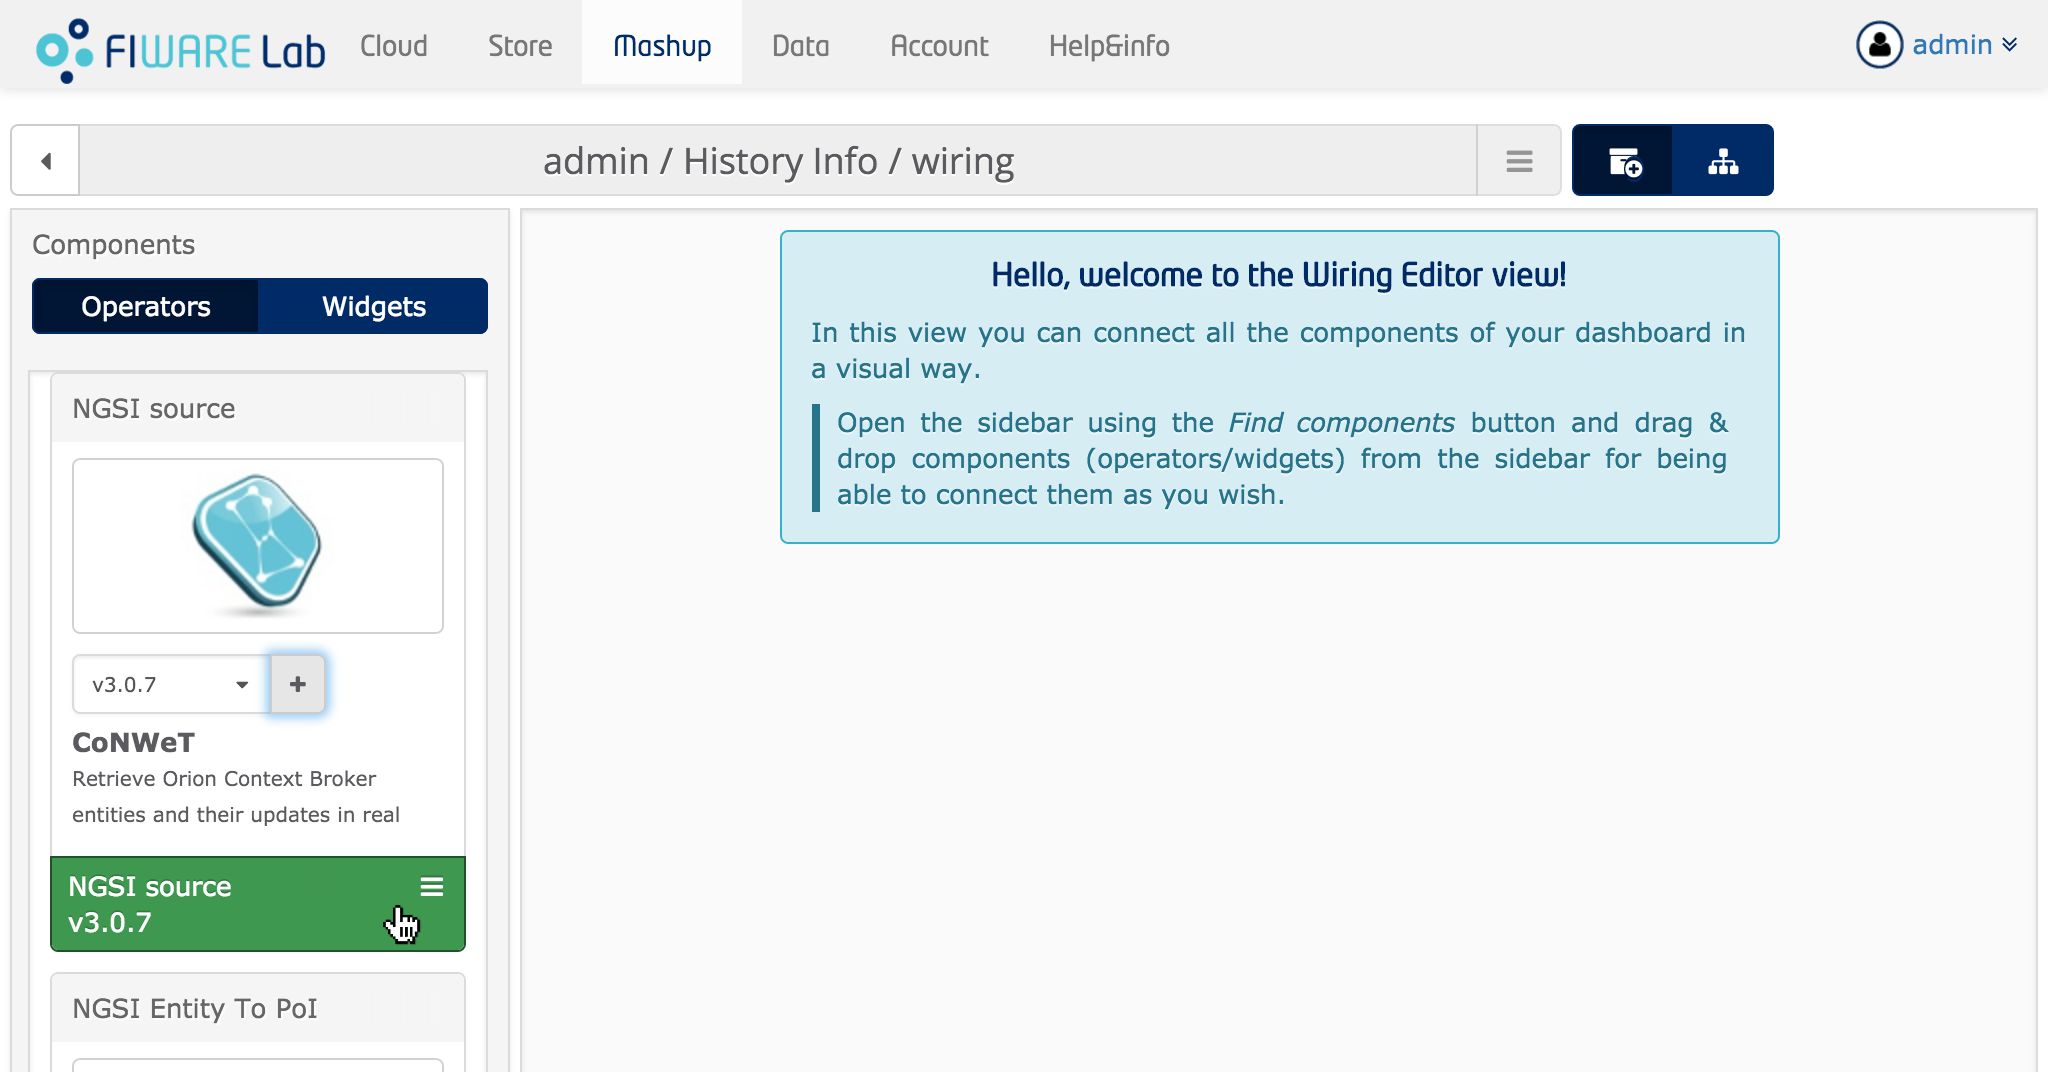 FIWARE Lab
Cloud
Store
Mashup
Data
Account
Help&info
admin
admin / History Info / wiring
Components
Operators
Widgets
NGSI source
v3.0.7
CoNWeT
Retrieve Orion Context Broker
entities and their updates in real
NGSI source
v3.0.7
NGSI Entity To PoI
Hello, welcome to the Wiring Editor view!
In this view you can connect all the components of your dashboard in
a visual way.
Open the sidebar using the Find components button and drag &
drop components (operators/widgets) from the sidebar for being
able to connect them as you wish.